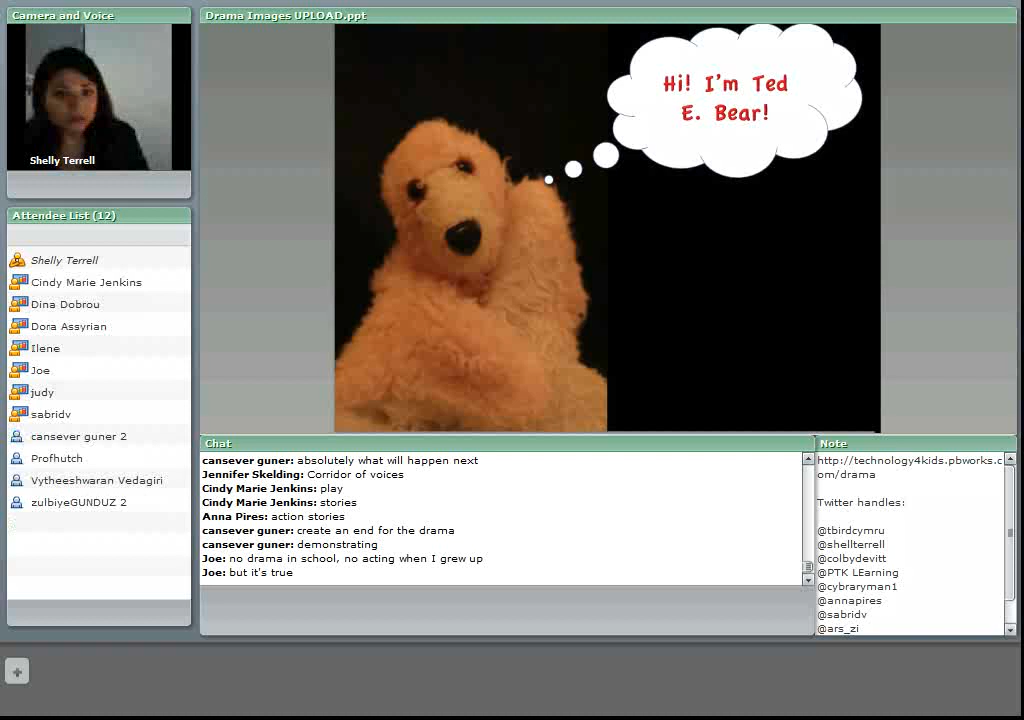 Camera and Voice
Shelly Terrell
Attendee List (12)
Shelly Terrell
Cindy Marie Jenkins
Dina Dobrou
Dora Assyrian
Ilene
Joe
judy
sabridv
cansever guner 2
Profhutch
Vytheeshwaran Vedagiri
zulbiyeGUNDUZ 2
Drama Images UPLOAD.ppt
Hi! I'm Ted
E. Bear!
Chat
cansever guner: absolutely what will happen next
Jennifer Skelding: Corridor of voices
Cindy Marie Jenkins: play
Cindy Marie Jenkins: stories
Anna Pires: action stories
cansever guner: create an end for the drama
cansever guner: demonstrating
Joe: no drama in school, no acting when I grew up
Joe: but it's true
Note
http://technology4kids.pbworks.c
om/drama
Twitter handles:
@tbirdcymru
@shellterrell
@colbydevitt
@PTK LEarning
@cybraryman1
@annapires
@sabridv
@ars_zi